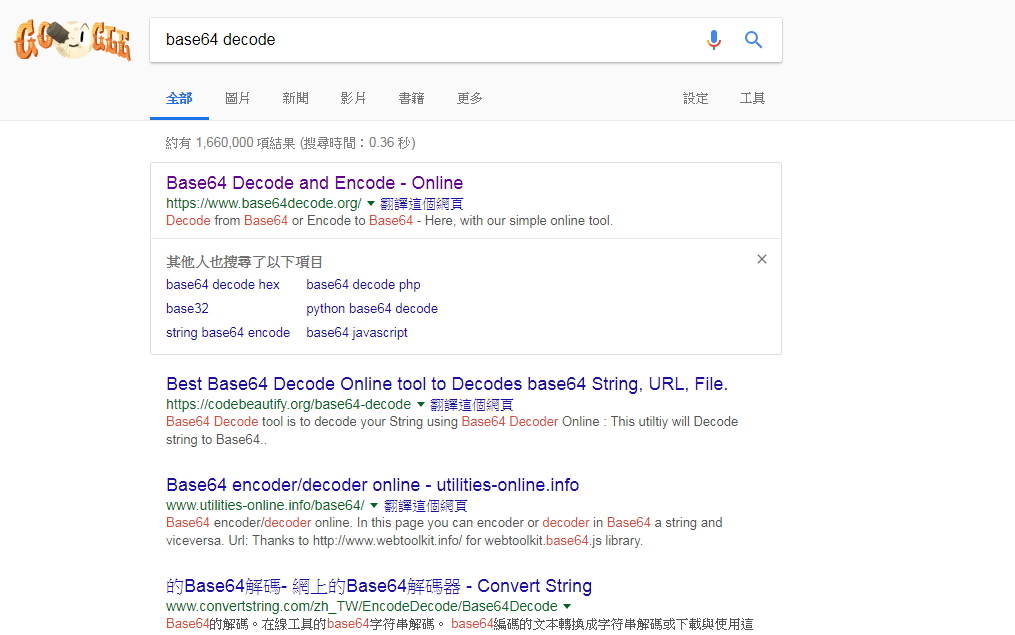 GOOGLE
base64 decode
全部 圖片 新聞 影片 書籍 更多 設定 工具
約有 1,660,000 項結果 (搜尋時間：0.36 秒)
Base64 Decode and Encode - Online
https://www.base64decode.org/ 翻譯這個網頁
Decode from Base64 or Encode to Base64 - Here, with our simple online tool.
其他人也搜尋了以下項目
base64 decode hex base64 decode php
base32 python base64 decode
string base64 encode base64 javascript
Best Base64 Decode Online tool to Decodes base64 String, URL, File.
https://codebeautify.org/base64-decode 翻譯這個網頁
Base64 Decode tool is to decode your String using Base64 Decoder Online : This utiltiy will Decode
string to Base64..
Base64 encoder/decoder online - utilities-online.info
www.utilities-online.info/base64/ 翻譯這個網頁
Base64 encoder/decoder online. In this page you can encoder or decoder in Base64 a string and
viceversa. Url: Thanks to http://www.webtoolkit.info/ for webtoolkit.base64.js library.
的Base64解碼- 網上的Base64解碼器 - Convert String
www.convertstring.com/zh_TW/EncodeDecode/Base64Decode
Base64的解碼。在線工具的base64字符串解碼。 base64編碼的文本轉換成字符串解碼或下載與使用這